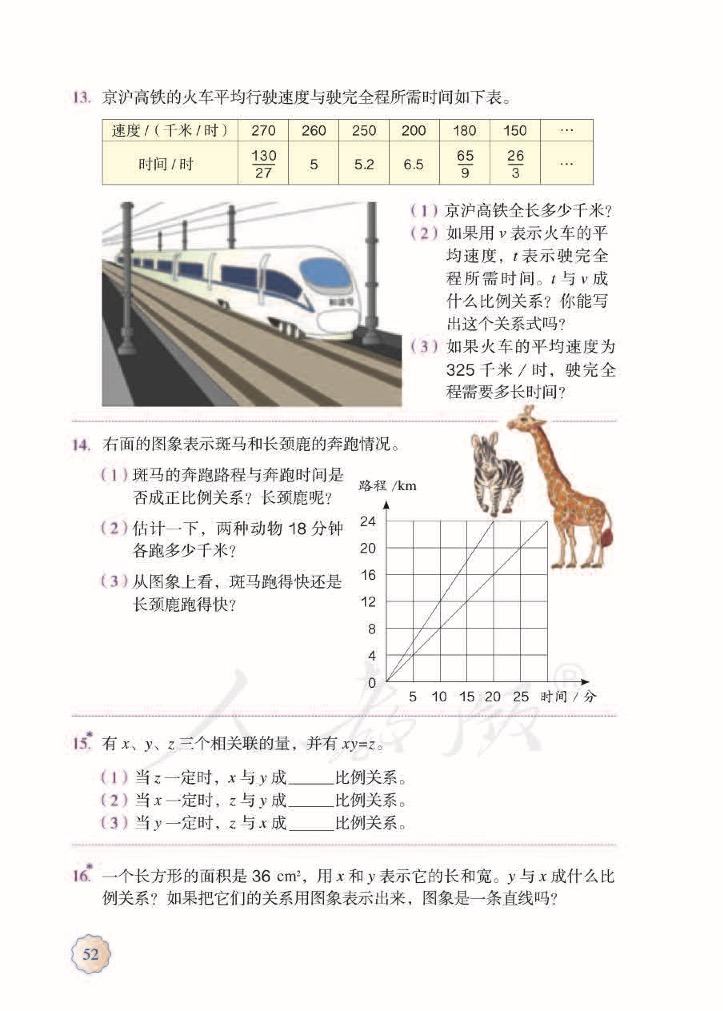 13. 京沪高铁的火车平均行驶速度与驶完全程所需时间如下表。
速度 /（千米 / 时） 270 260 250 200 180 150 …
时间 / 时 130/27 5 5.2 6.5 65/9 26/3 …
（1）京沪高铁全长多少千米？
（2）如果用 v 表示火车的平
均速度，t 表示驶完全
程所需时间。t 与 v 成
什么比例关系？你能写
出这个关系式吗？
（3）如果火车的平均速度为
325 千米 / 时，驶完全
程需要多长时间？
和谐号
14. 右面的图象表示斑马和长颈鹿的奔跑情况。
（1）斑马的奔跑路程与奔跑时间是
否成正比例关系？长颈鹿呢？
（2）估计一下，两种动物 18 分钟
各跑多少千米？
（3）从图象上看，斑马跑得快还是
长颈鹿跑得快？
路程 /km
24
20
16
12
8
4
0
5 10 15 20 25 时间 / 分
人教版®
15.* 有 x、y、z 三个相关联的量，并有 xy=z。
（1）当 z 一定时，x 与 y 成______比例关系。
（2）当 x 一定时，z 与 y 成______比例关系。
（3）当 y 一定时，z 与 x 成______比例关系。
16.* 一个长方形的面积是 36 cm²，用 x 和 y 表示它的长和宽。y 与 x 成什么比
例关系？如果把它们的关系用图象表示出来，图象是一条直线吗？
52